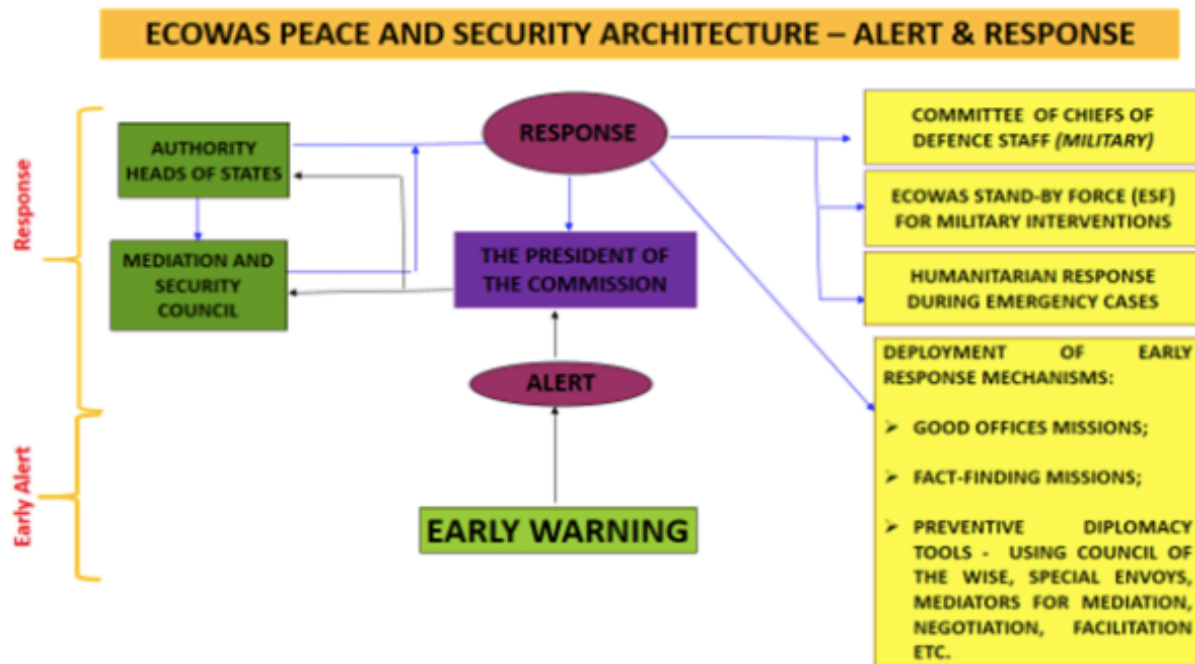 ECOWAS PEACE AND SECURITY ARCHITECTURE – ALERT & RESPONSE
Response
AUTHORITY
HEADS OF STATES
MEDIATION AND
SECURITY
COUNCIL
RESPONSE
THE PRESIDENT OF
THE COMMISSION
ALERT
Early Alert
EARLY WARNING
COMMITTEE OF CHIEFS OF
DEFENCE STAFF (MILITARY)
ECOWAS STAND-BY FORCE (ESF)
FOR MILITARY INTERVENTIONS
HUMANITARIAN RESPONSE
DURING EMERGENCY CASES
DEPLOYMENT OF EARLY
RESPONSE MECHANISMS:
➢ GOOD OFFICES MISSIONS;
➢ FACT-FINDING MISSIONS;
➢ PREVENTIVE DIPLOMACY
TOOLS - USING COUNCIL OF
THE WISE, SPECIAL ENVOYS,
MEDIATORS FOR MEDIATION,
NEGOTIATION, FACILITATION
ETC.